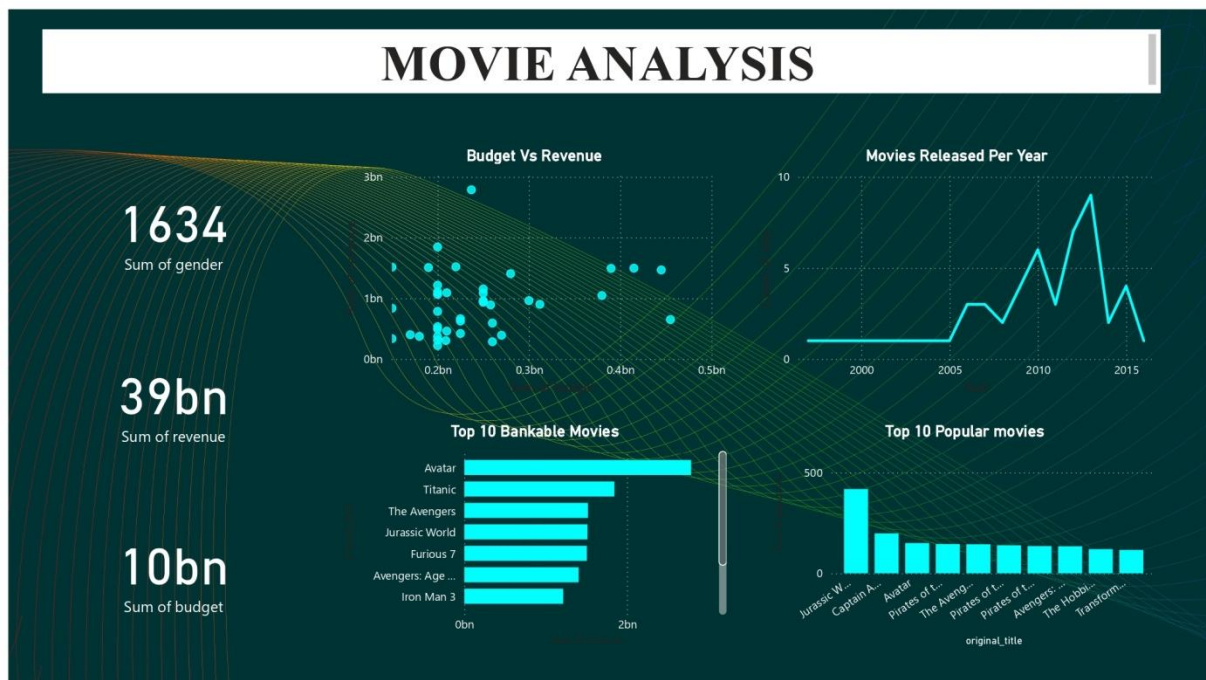 MOVIE ANALYSIS
1634
Sum of gender
39bn
Sum of revenue
10bn
Sum of budget
Budget Vs Revenue
3bn
2bn
1bn
0bn
0.2bn 0.3bn 0.4bn 0.5bn
Movies Released Per Year
10
5
0
2000 2005 2010 2015
Top 10 Bankable Movies
Avatar
Titanic
The Avengers
Jurassic World
Furious 7
Avengers: Age ...
Iron Man 3
0bn 2bn
Top 10 Popular movies
500
0
Jurassic W...
Captain A...
Avatar
Pirates of t...
The Aveng...
Pirates of t...
Pirates of t...
Avengers: ...
The Hobbi...
Transform...
original_title